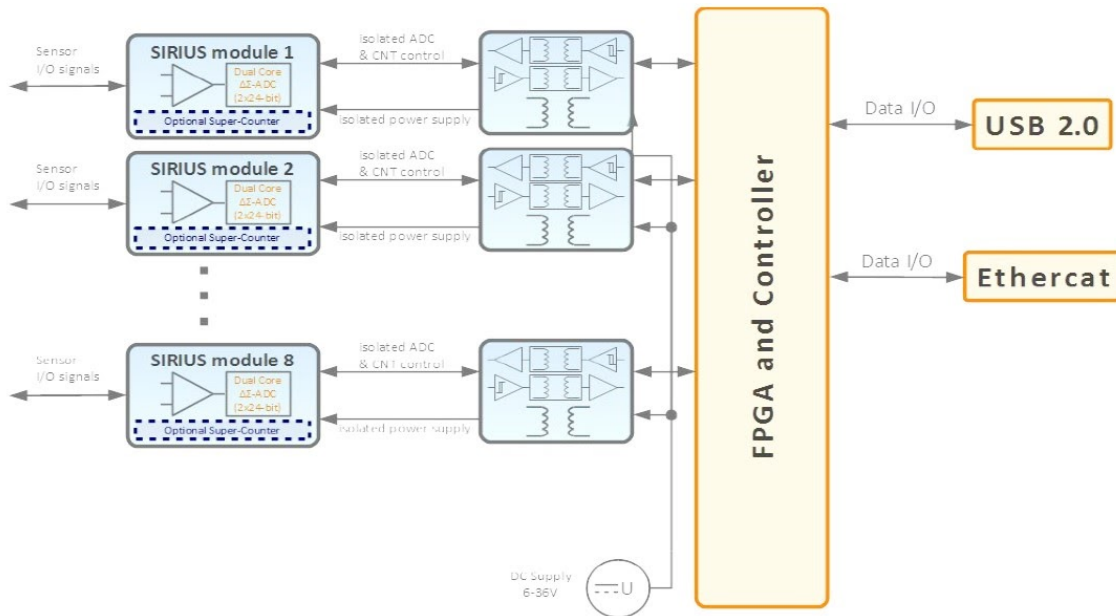 SIRIUS module 1
Sensor
I/O signals
Dual Core
ΔΣ-ADC
(2x24-bit)
Optional Super-Counter
isolated ADC
& CNT control
isolated power supply
SIRIUS module 2
Sensor
I/O signals
Dual Core
ΔΣ-ADC
(2x24-bit)
Optional Super-Counter
isolated ADC
& CNT control
isolated power supply
SIRIUS module 8
Sensor
I/O signals
Dual Core
ΔΣ-ADC
(2x24-bit)
Optional Super-Counter
isolated ADC
& CNT control
isolated power supply
DC Supply
6-36V
U
FPGA and Controller
Data I/O
USB 2.0
Data I/O
Ethercat